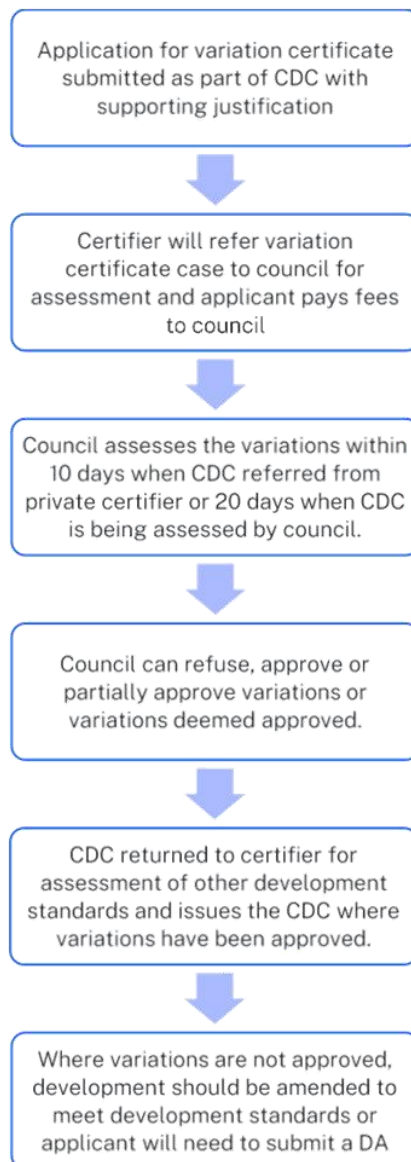 Application for variation certificate
submitted as part of CDC with
supporting justification
Certifier will refer variation
certificate case to council for
assessment and applicant pays fees
to council
Council assesses the variations within
10 days when CDC referred from
private certifier or 20 days when CDC
is being assessed by council.
Council can refuse, approve or
partially approve variations or
variations deemed approved.
CDC returned to certifier for
assessment of other development
standards and issues the CDC where
variations have been approved.
Where variations are not approved,
development should be amended to
meet development standards or
applicant will need to submit a DA